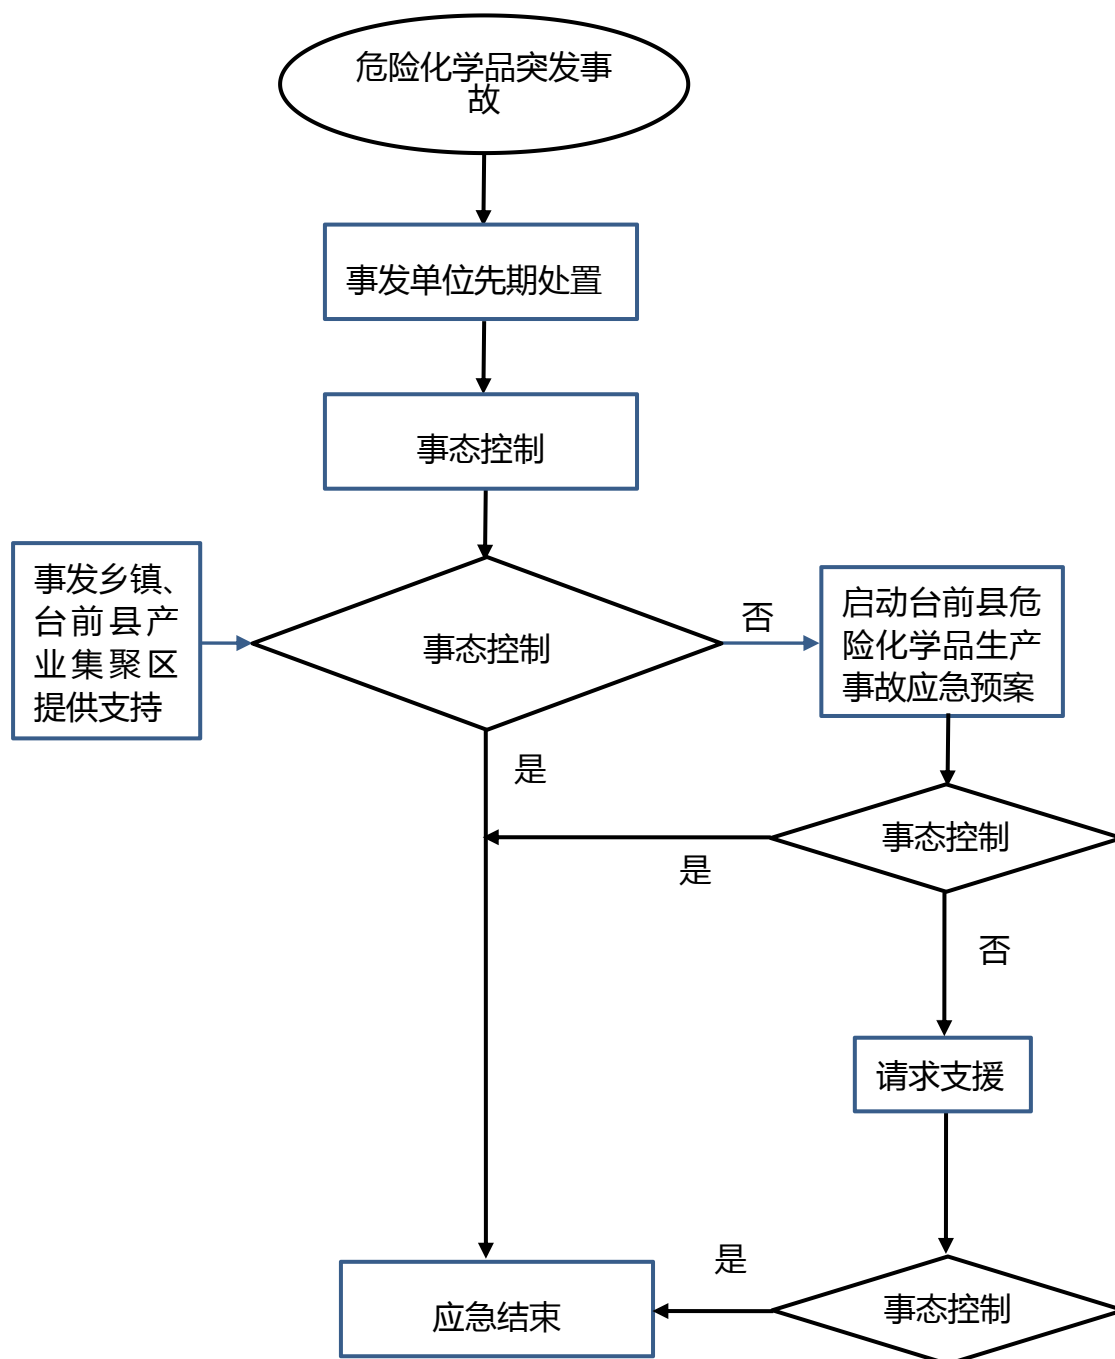 危险化学品突发事
故
事发单位先期处置
事态控制
事发乡镇、
台前县产
业集聚区
提供支持
事态控制
否
启动台前县危
险化学品生产
事故应急预案
是
事态控制
是
否
请求支援
是
事态控制
应急结束